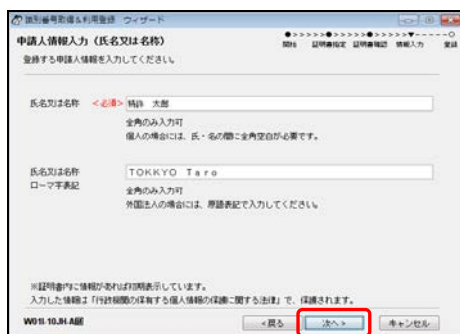 識別番号取得&利用登録 ウィザード
申請人情報入力（氏名又は名称）
●>>>>>●>>>>>●>>>>>▼-----○
開始 証明書指定 証明書確認 情報入力 登録
登録する申請人情報を入力してください。
氏名又は名称 <必須> 特許 太郎
全角のみ入力可
個人の場合には、氏・名の間に全角空白が必要です。
氏名又は名称 ＴＯＫＫＹＯ Ｔａｒｏ
ローマ字表記
全角のみ入力可
外国法人の場合には、原語表記で入力してください。
※証明書内に情報があれば初期表示しています。
入力した情報は「行政機関の保有する個人情報の保護に関する法律」で、保護されます。
W01I-10JH-A画 <戻る 次へ> キャンセル